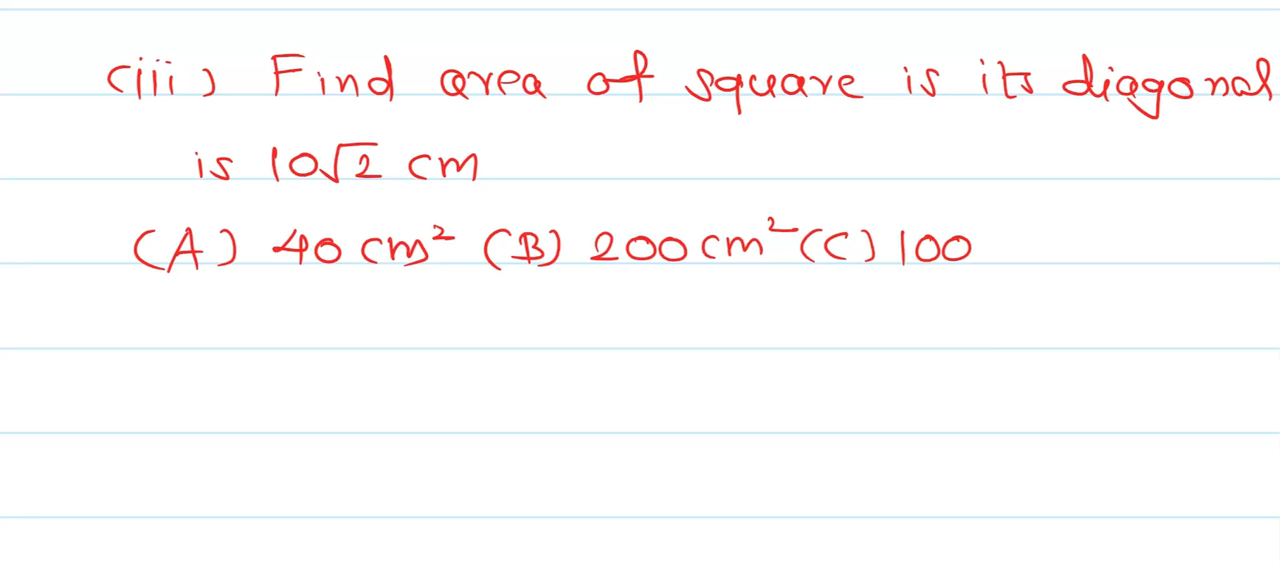 (iii) Find area of square is its diagonal
is 10√2 cm
(A) 40 cm² (B) 200 cm² (C) 100